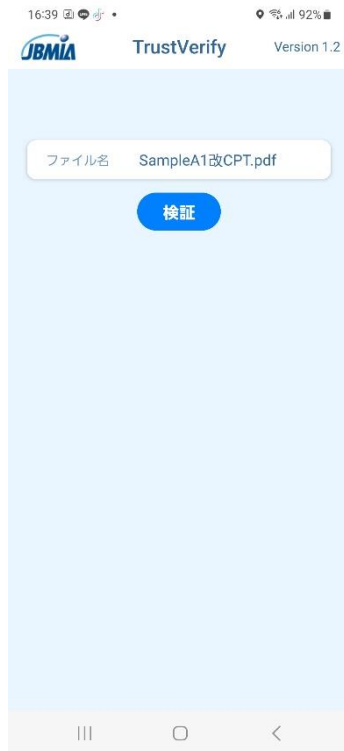 16:39 92%
JBMIA TrustVerify Version 1.2
ファイル名 SampleA1改CPT.pdf
検証